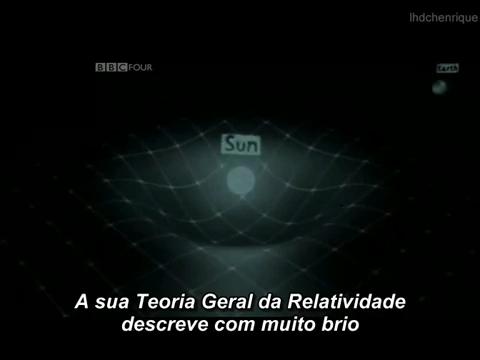 lhdchenrique
BBC FOUR
Earth
Sun
A sua Teoria Geral da Relatividade
descreve com muito brio